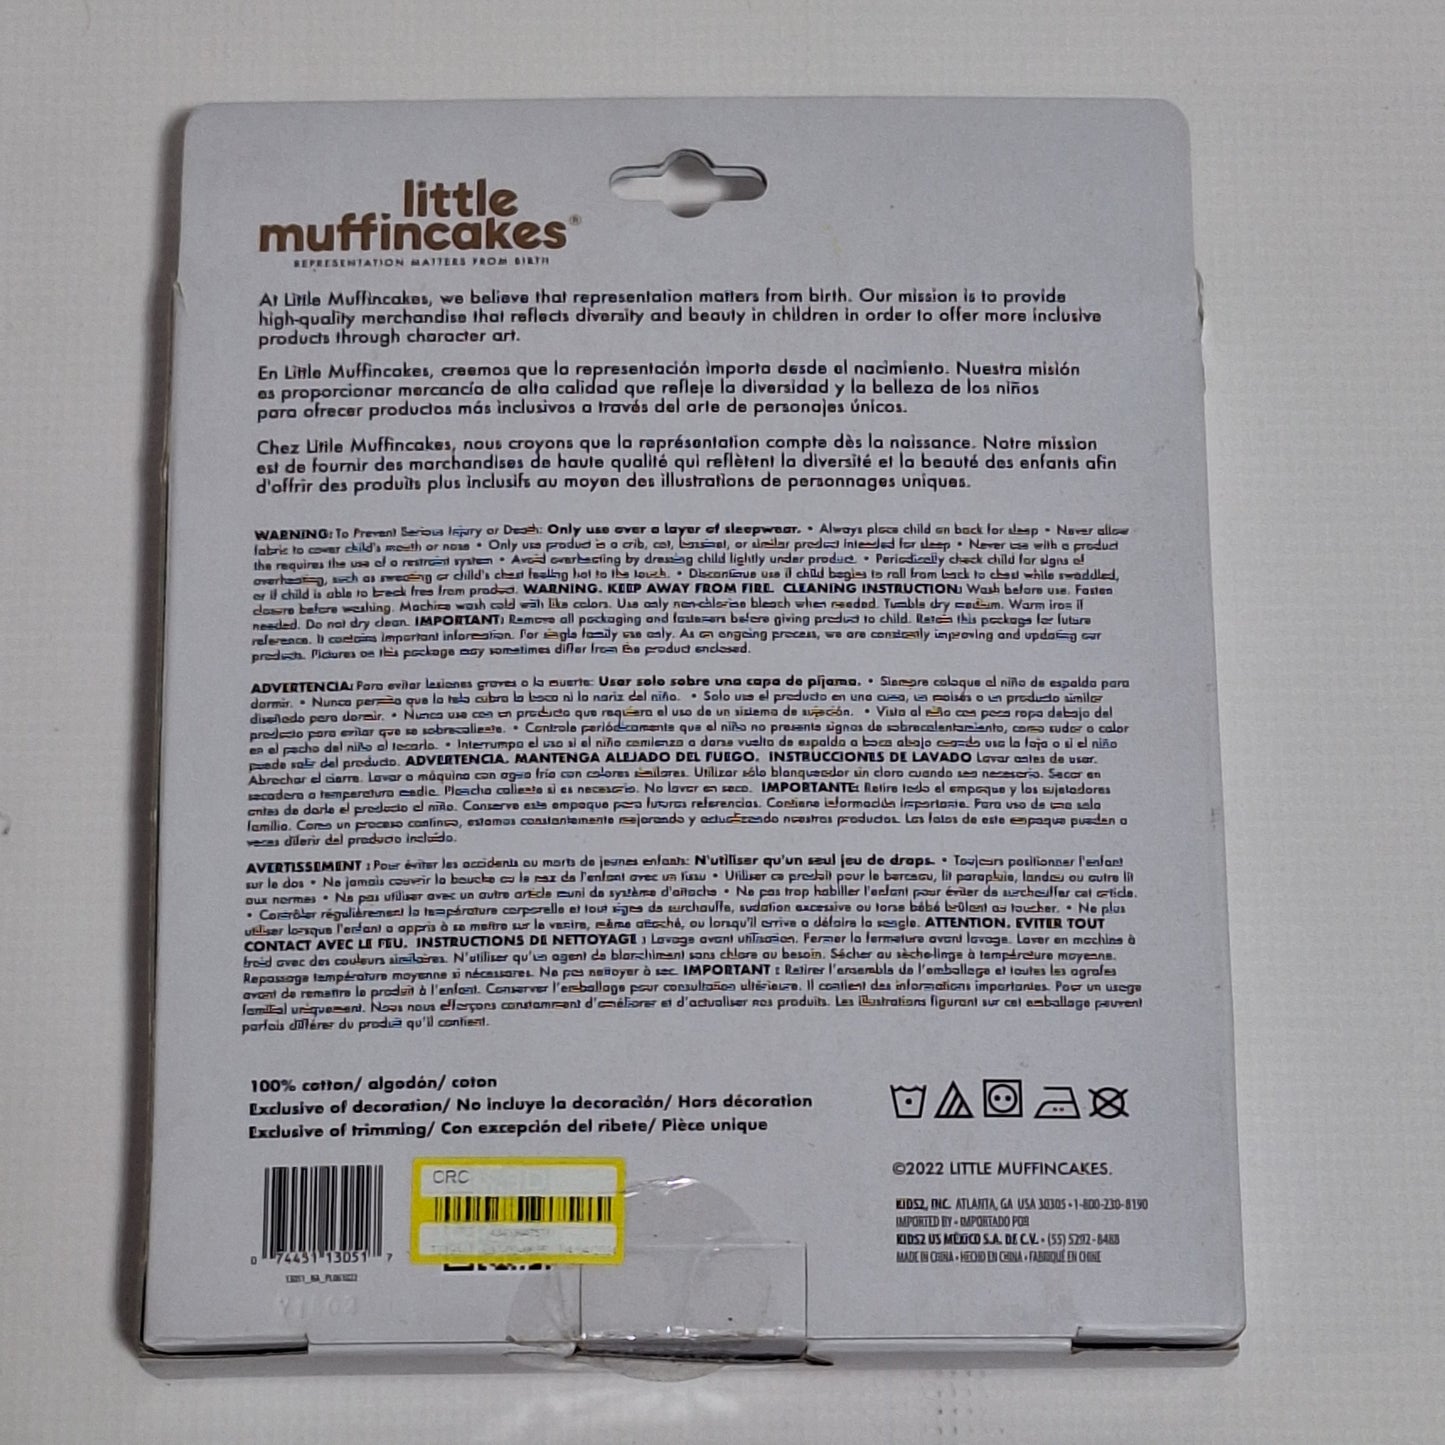 little
muffincakes®
REPRESENTATION MATTERS FROM BIRTH
At Little Muffincakes, we believe that representation matters from birth. Our mission is to provide
high-quality merchandise that reflects diversity and beauty in children in order to offer more inclusive
products through character art.
En Little Muffincakes, creemos que la representación importa desde el nacimiento. Nuestra misión
es proporcionar mercancía de alta calidad que refleje la diversidad y la belleza de los niños
para ofrecer productos más inclusivos a través del arte de personajes únicos.
Chez Little Muffincakes, nous croyons que la représentation compte dès la naissance. Notre mission
est de fournir des marchandises de haute qualité qui reflètent la diversité et la beauté des enfants afin
d'offrir des produits plus inclusifs au moyen des illustrations de personnages uniques.
WARNING: To Prevent Serious Injury or Death: Only use over a layer of sleepwear. • Always place child on back for sleep • Never allow
fabric to cover child's mouth or nose • Only use product in a crib, cot, bassinet, or similar product intended for sleep • Never use with a product
the requires the use of a restraint system • Avoid overheating by dressing child lightly under product. • Periodically check child for signs of
overheating, such as sweating or child's chest feeling hot to the touch. • Discontinue use if child begins to roll from back to chest while swaddled,
or if child is able to break free from product. WARNING. KEEP AWAY FROM FIRE. CLEANING INSTRUCTION: Wash before use. Fasten
closure before washing. Machine wash cold with like colors. Use only non-chlorine bleach when needed. Tumble dry medium. Warm iron if
needed. Do not dry clean. IMPORTANT: Remove all packaging and fasteners before giving product to child. Retain this package for future
reference. It contains important information. For single family use only. As an ongoing process, we are constantly improving and updating our
products. Pictures on this package may sometimes differ from the product enclosed.
ADVERTENCIA: Para evitar lesiones graves o la muerte: Usar solo sobre una capa de pijama. • Siempre coloque al niño de espalda para
dormir. • Nunca permita que la tela cubra la boca ni la nariz del niño. • Solo use el producto en una cuna, un moisés o un producto similar
diseñado para dormir. • Nunca use con un producto que requiera el uso de un sistema de sujeción. • Vista al niño con poca ropa debajo del
producto para evitar que se sobrecaliente. • Controle periódicamente que el niño no presente signos de sobrecalentamiento, como sudor o calor
en el pecho del niño al tocarlo. • Interrumpa el uso si el niño comienza a darse vuelta de espalda a boca abajo cuando usa la faja o si el niño
puede salir del producto. ADVERTENCIA. MANTENGA ALEJADO DEL FUEGO. INSTRUCCIONES DE LAVADO Lavar antes de usar.
Abrochar el cierre. Lavar a máquina con agua fría con colores similares. Utilizar sólo blanqueador sin cloro cuando sea necesario. Secar en
secadora a temperatura media. Plancha caliente si es necesario. No lavar en seco. IMPORTANTE: Retire todo el empaque y los sujetadores
antes de darle el producto al niño. Conserve este empaque para futuras referencias. Contiene información importante. Para uso de una sola
familia. Como un proceso continuo, estamos constantemente mejorando y actualizando nuestros productos. Las fotos de este empaque pueden a
veces diferir del producto incluido.
AVERTISSEMENT : Pour éviter les accidents ou morts de jeunes enfants: N'utiliser qu'un seul jeu de draps. • Toujours positionner l'enfant
sur le dos • Ne jamais couvrir la bouche ou le nez de l'enfant avec un tissu • Utiliser ce produit pour le berceau, lit parapluie, landau ou autre lit
aux normes • Ne pas utiliser avec un autre article muni de système d'attache • Ne pas trop habiller l'enfant pour éviter de surchauffer cet article.
• Contrôler régulièrement la température corporelle et tout signe de surchauffe, sudation excessive ou torse bébé brûlant au toucher. • Ne plus
utiliser lorsque l'enfant a appris à se mettre sur le ventre, même attaché, ou lorsqu'il arrive a défaire la sangle. ATTENTION. EVITER TOUT
CONTACT AVEC LE FEU. INSTRUCTIONS DE NETTOYAGE : Lavage avant utilisation. Fermer la fermeture avant lavage. Laver en machine à
froid avec des couleurs similaires. N'utiliser qu'un agent de blanchiment sans chlore au besoin. Sécher au sèche-linge à température moyenne.
Repassage température moyenne si nécessaires. Ne pas nettoyer à sec. IMPORTANT : Retirer l'ensemble de l'emballage et toutes les agrafes
avant de remettre le produit à l'enfant. Conserver l'emballage pour consultation ultérieure. Il contient des informations importantes. Pour un usage
familial uniquement. Nous nous efforçons constamment d'améliorer et d'actualiser nos produits. Les illustrations figurant sur cet emballage peuvent
parfois différer du produit qu'il contient.
100% cotton/ algodón/ coton
Exclusive of decoration/ No incluye la decoración/ Hors décoration
Exclusive of trimming/ Con excepción del ribete/ Pièce unique
0 74451 13051 7
13051_NA_PL061022
CRC
©2022 LITTLE MUFFINCAKES.
KIDS2, INC. ATLANTA, GA USA 30305 • 1-800-230-8190
IMPORTED BY • IMPORTADO POR
KIDS2 US MÉXICO S.A. DE C.V. • (55) 5292-8488
MADE IN CHINA • HECHO EN CHINA • FABRIQUÉ EN CHINE